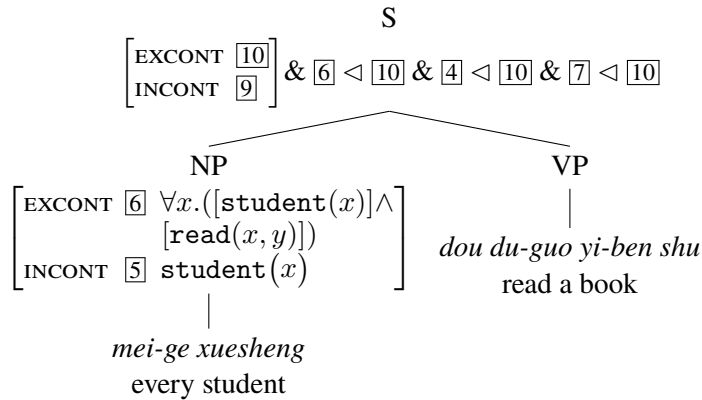 S
[EXCONT 10
INCONT 9] & 6 ◁ 10 & 4 ◁ 10 & 7 ◁ 10
NP
VP
[EXCONT 6 ∀x.([student(x)]∧
[read(x, y)])
INCONT 5 student(x)]
dou du-guo yi-ben shu
read a book
mei-ge xuesheng
every student